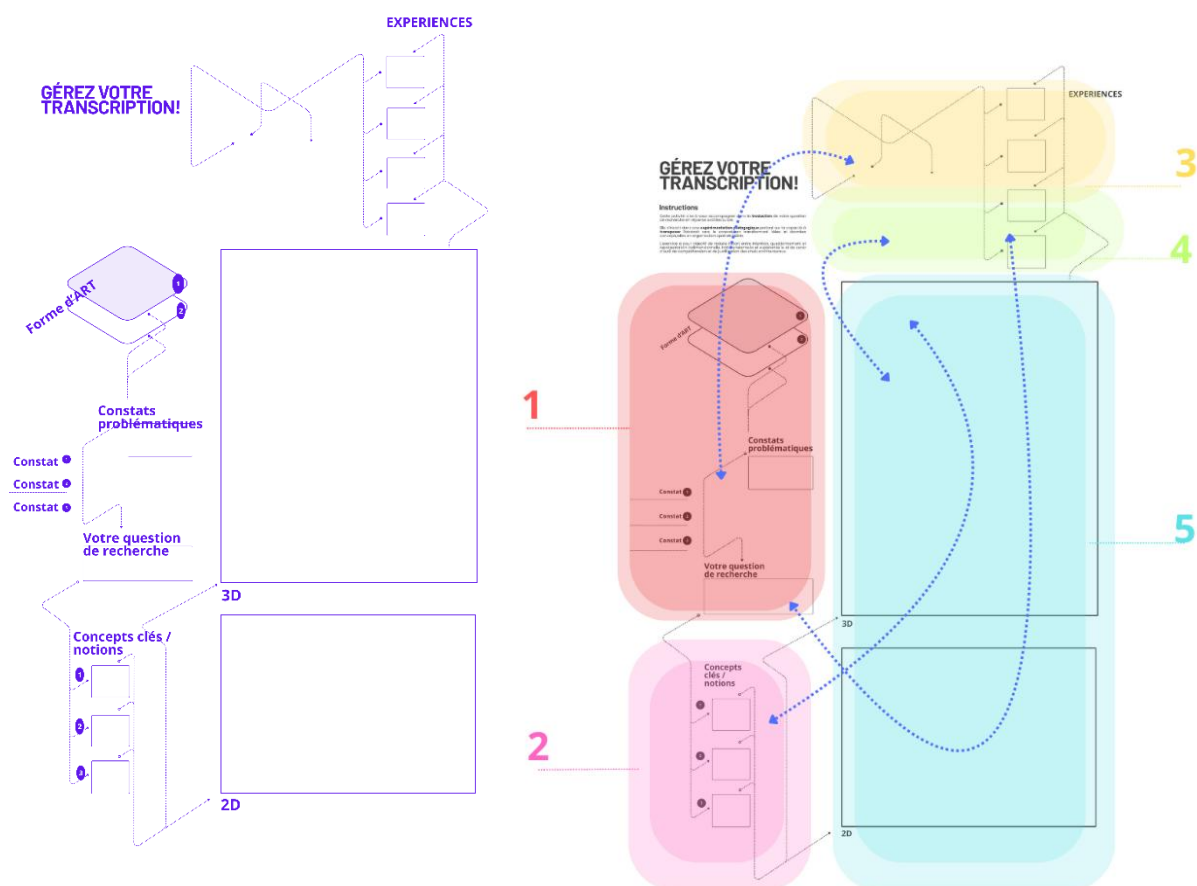 EXPERIENCES
GÉREZ VOTRE
TRANSCRIPTION!
Forme d'ART
1
2
Constats
problématiques
Constat
Constat
Constat
Votre question
de recherche
3D
Concepts clés /
notions
1
2
3
2D
EXPERIENCES
3
GÉREZ VOTRE
TRANSCRIPTION!
Instructions
4
Forme d'ART
1
Constats
problématiques
Constat
Constat
Constat
5
Votre question
de recherche
3D
Concepts
clés /
notions
2
2D